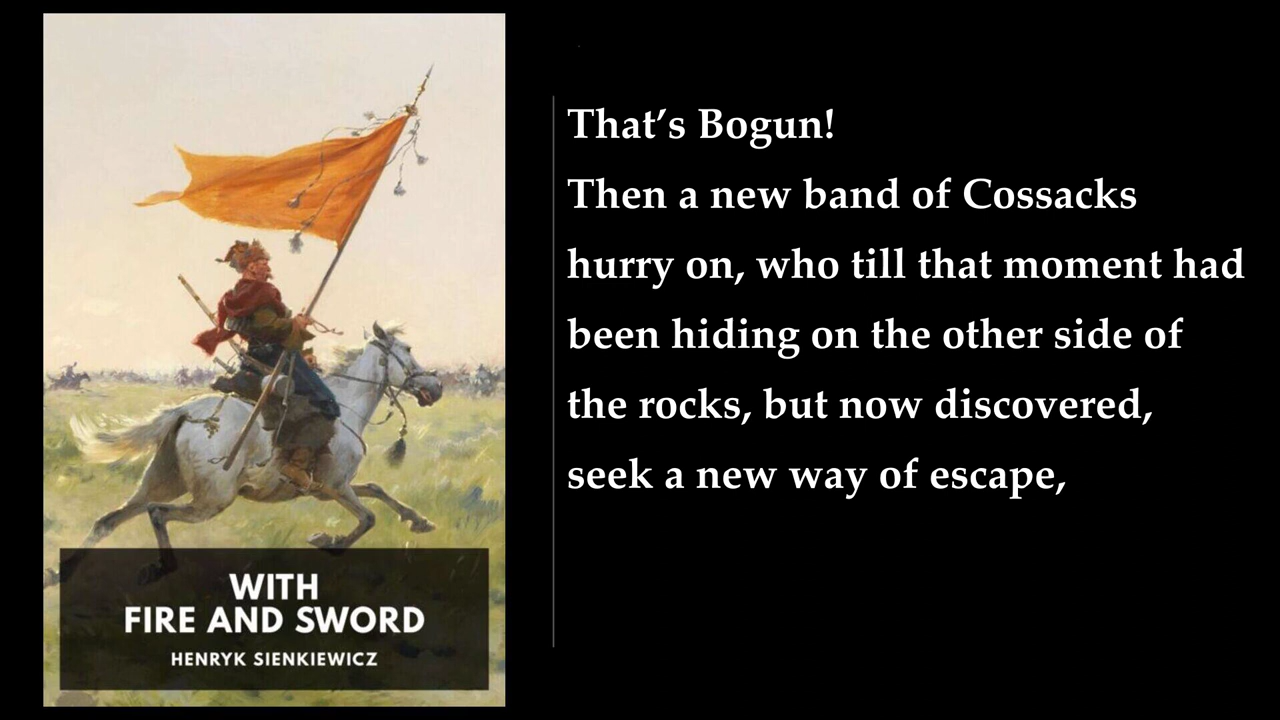 That’s Bogun!
Then a new band of Cossacks
hurry on, who till that moment had
been hiding on the other side of
the rocks, but now discovered,
seek a new way of escape,
WITH
FIRE AND SWORD
HENRYK SIENKIEWICZ